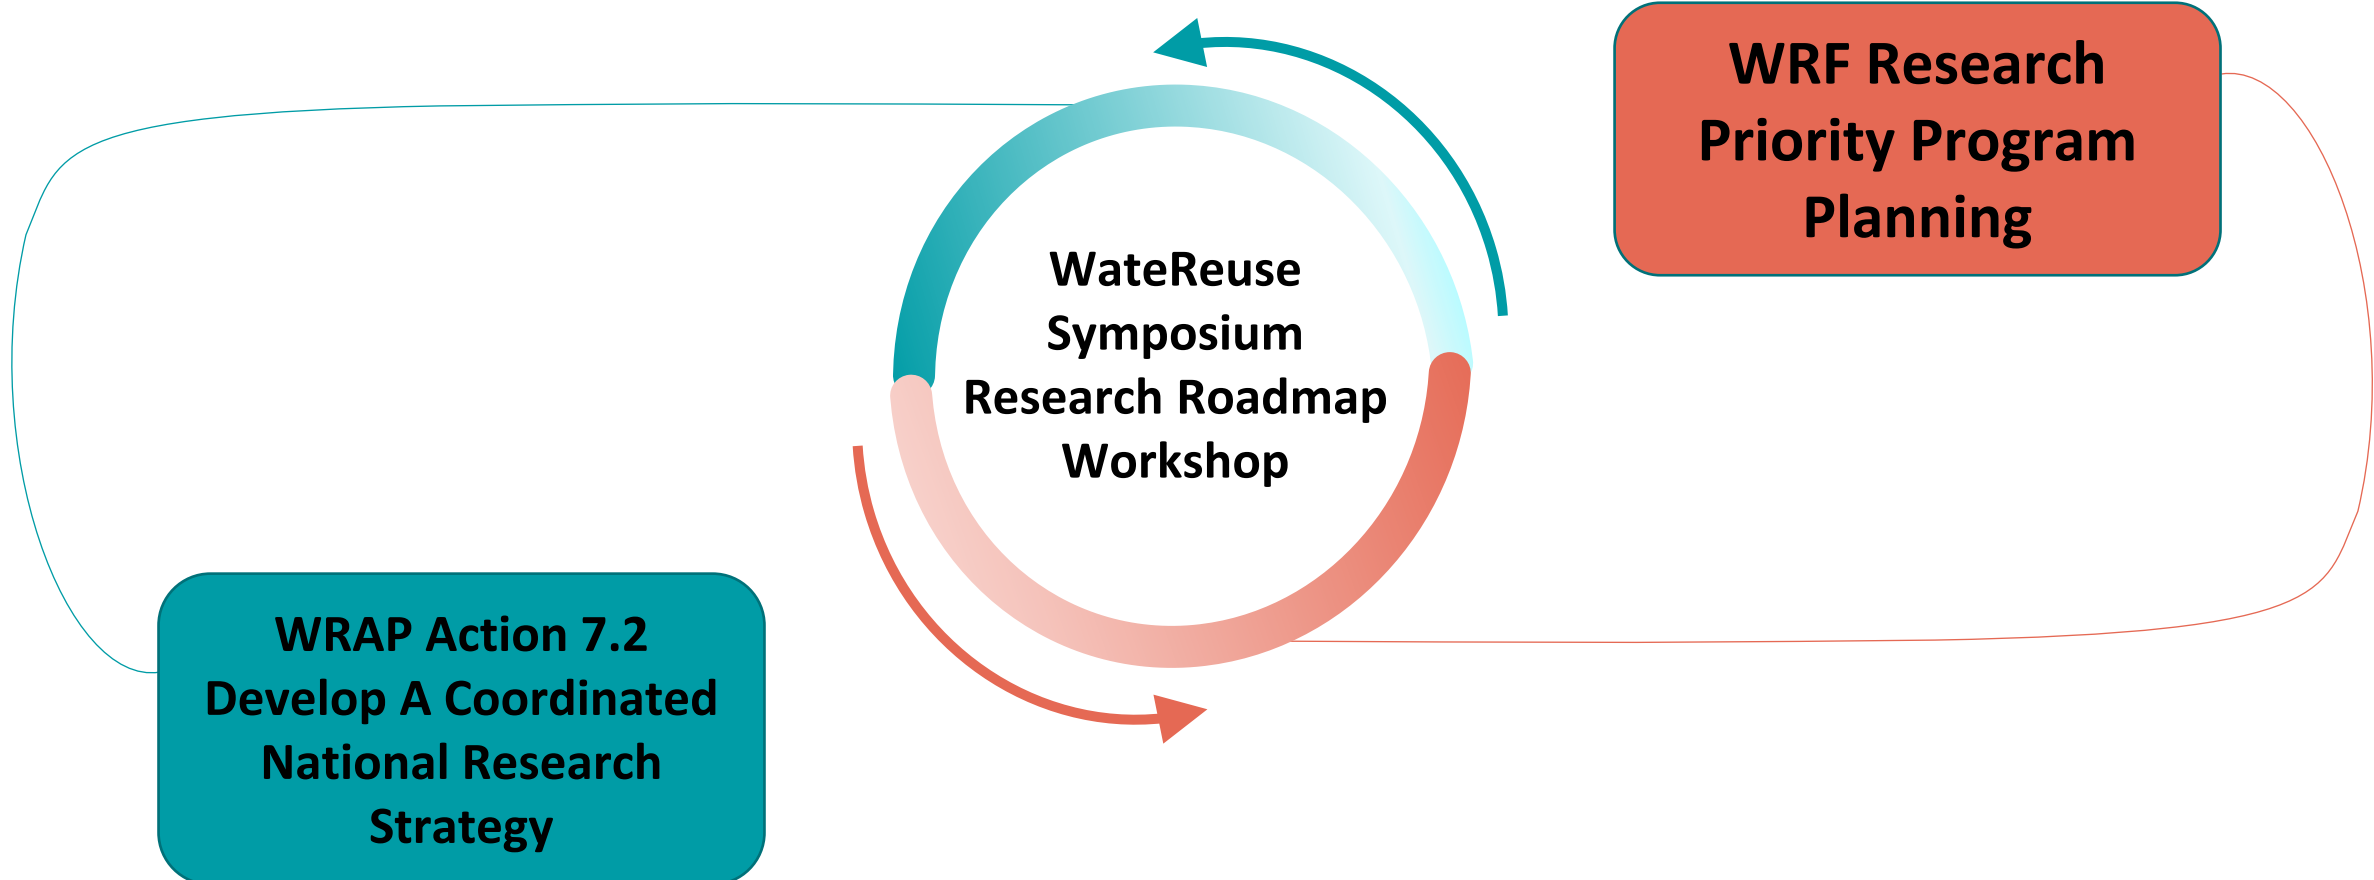 WRF Research
Priority Program
Planning
WateReuse
Symposium
Research Roadmap
Workshop
WRAP Action 7.2
Develop A Coordinated
National Research
Strategy